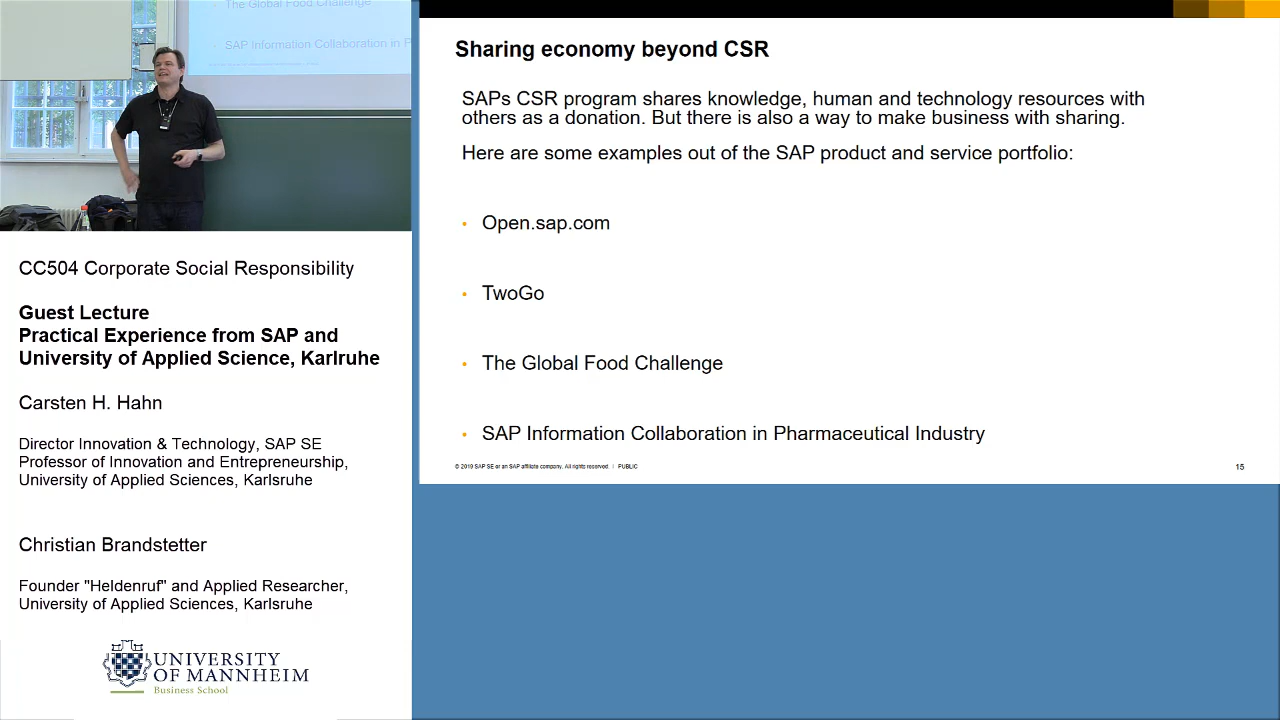 The Global Food Challenge
SAP Information Collaboration in P
CC504 Corporate Social Responsibility
Guest Lecture
Practical Experience from SAP and
University of Applied Science, Karlsruhe
Carsten H. Hahn
Director Innovation & Technology, SAP SE
Professor of Innovation and Entrepreneurship,
University of Applied Sciences, Karlsruhe
Christian Brandstetter
Founder "Heldenruf" and Applied Researcher,
University of Applied Sciences, Karlsruhe
UNIVERSITY
OF MANNHEIM
Business School
Sharing economy beyond CSR
SAPs CSR program shares knowledge, human and technology resources with
others as a donation. But there is also a way to make business with sharing.
Here are some examples out of the SAP product and service portfolio:
• Open.sap.com
• TwoGo
• The Global Food Challenge
• SAP Information Collaboration in Pharmaceutical Industry
© 2019 SAP SE or an SAP affiliate company. All rights reserved. | PUBLIC
15